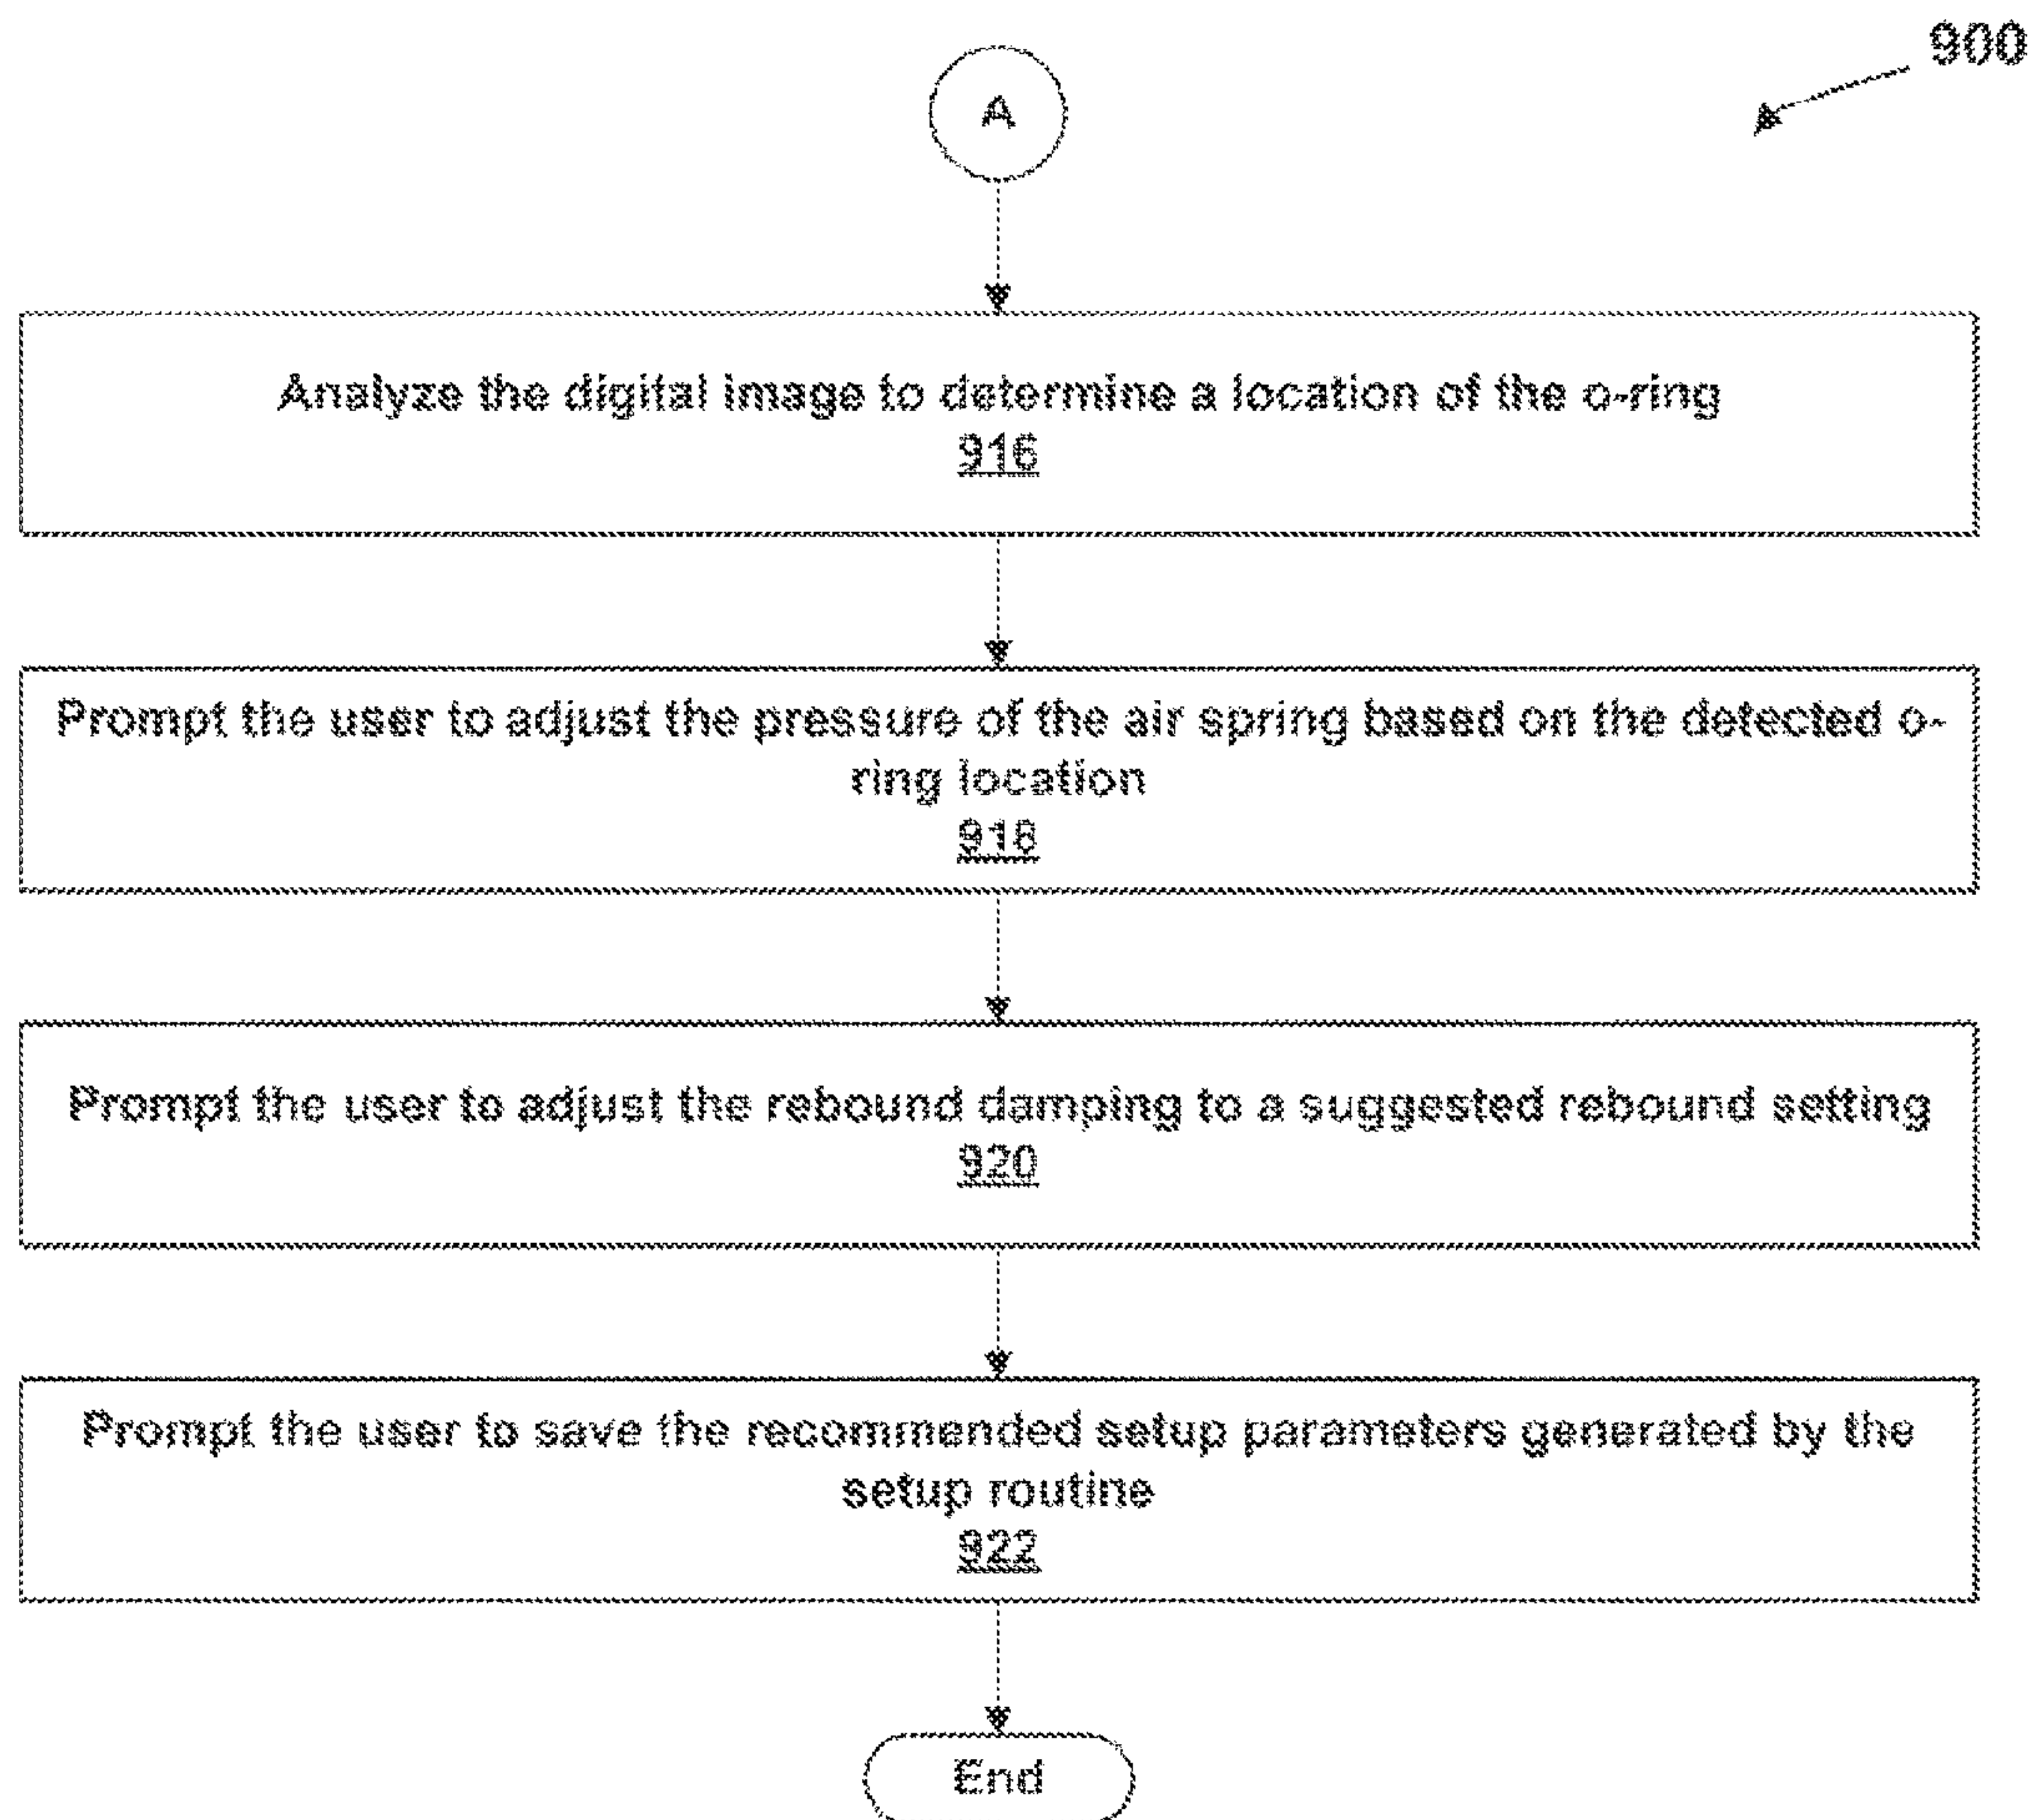 900
A
Analyze the digital image to determine a location of the o-ring
916
Prompt the user to adjust the pressure of the air spring based on the detected o-
ring location
918
Prompt the user to adjust the rebound damping to a suggested rebound setting
920
Prompt the user to save the recommended setup parameters generated by the
setup routine
922
End